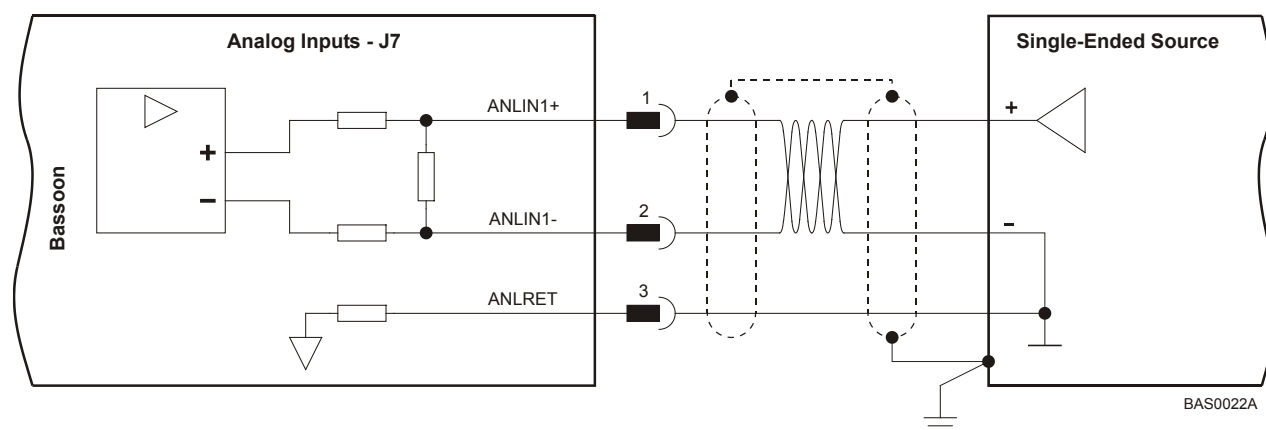 Analog Inputs - J7
Single-Ended Source
ANLIN1+
1
+
+
-
Bassoon
ANLIN1-
2
-
ANLRET
3
BAS0022A